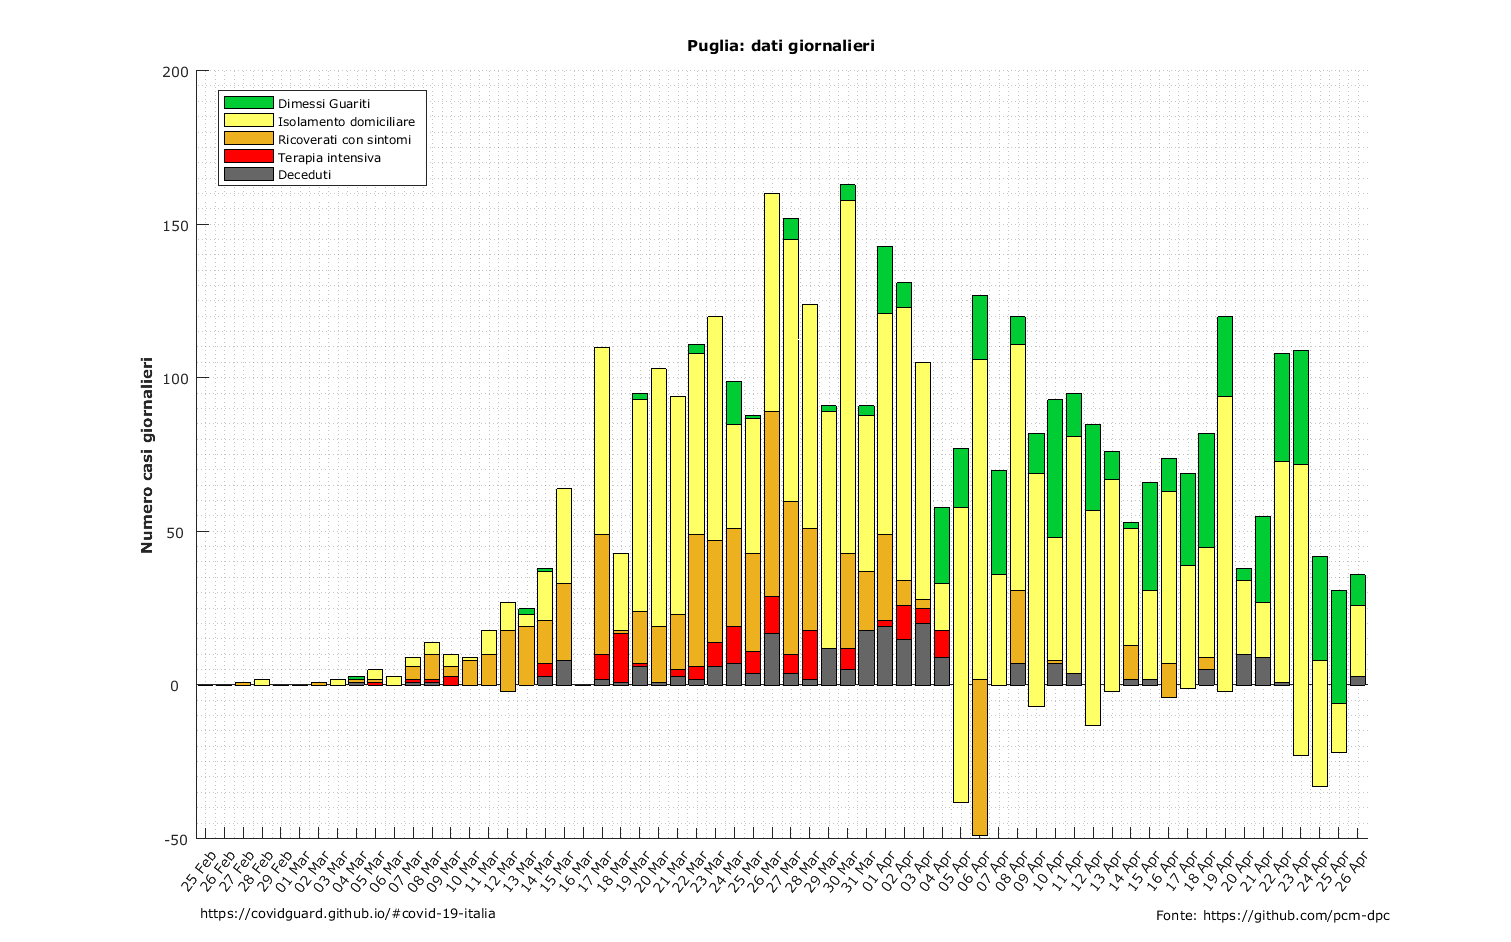 Puglia: dati giornalieri
200
150
100
50
0
-50
Numero casi giornalieri
Dimessi Guariti
Isolamento domiciliare
Ricoverati con sintomi
Terapia intensiva
Deceduti
25 Feb
26 Feb
27 Feb
28 Feb
29 Feb
01 Mar
02 Mar
03 Mar
04 Mar
05 Mar
06 Mar
07 Mar
08 Mar
09 Mar
10 Mar
11 Mar
12 Mar
13 Mar
14 Mar
15 Mar
16 Mar
17 Mar
18 Mar
19 Mar
20 Mar
21 Mar
22 Mar
23 Mar
24 Mar
25 Mar
26 Mar
27 Mar
28 Mar
29 Mar
30 Mar
31 Mar
01 Apr
02 Apr
03 Apr
04 Apr
05 Apr
06 Apr
07 Apr
08 Apr
09 Apr
10 Apr
11 Apr
12 Apr
13 Apr
14 Apr
15 Apr
16 Apr
17 Apr
18 Apr
19 Apr
20 Apr
21 Apr
22 Apr
23 Apr
24 Apr
25 Apr
26 Apr
https://covidguard.github.io/#covid-19-italia
Fonte: https://github.com/pcm-dpc